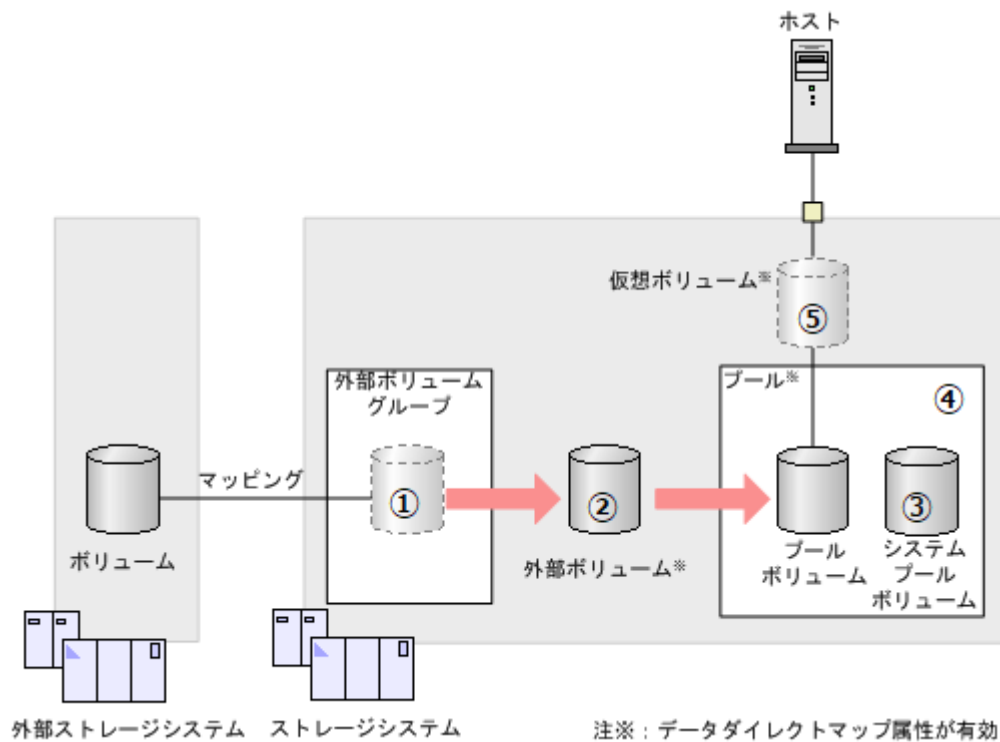 ホスト
仮想ボリューム※
⑤
外部ボリューム
グループ
プール※
④
マッピング
①
②
③
ボリューム
外部ボリューム※
プール
ボリューム
システム
プール
ボリューム
外部ストレージシステム
ストレージシステム
注※：データダイレクトマップ属性が有効